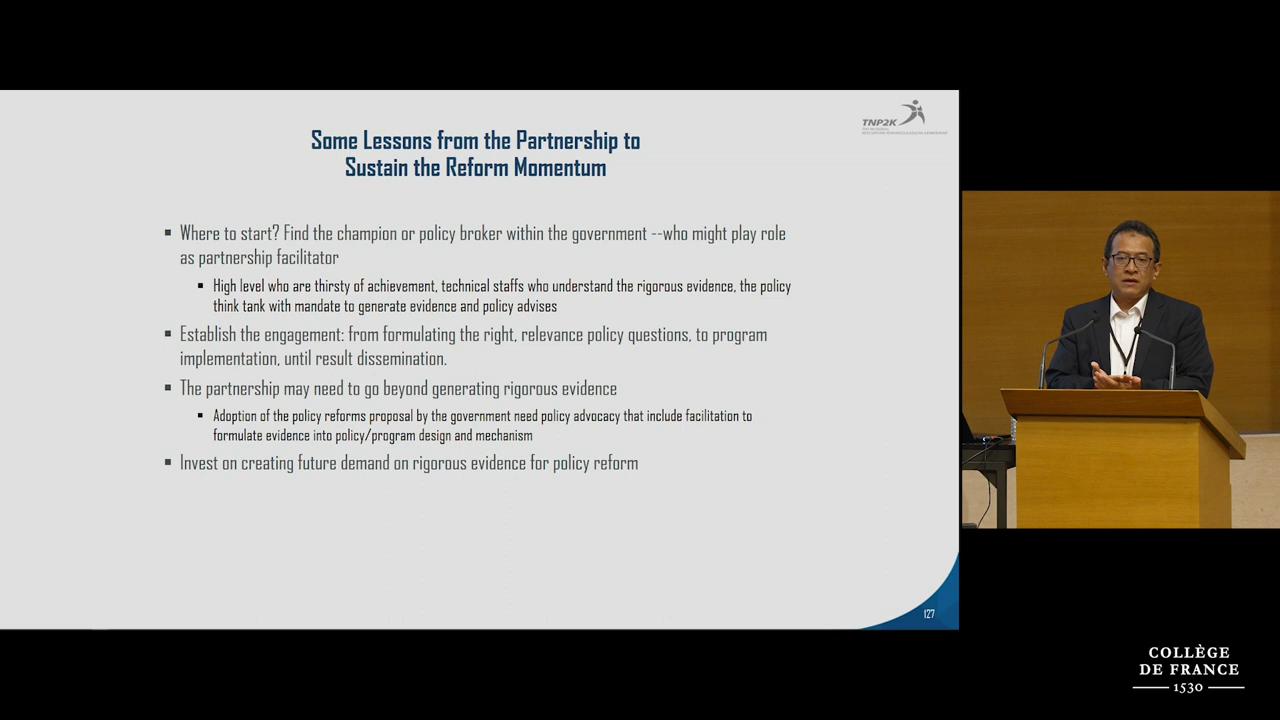 TNP2K
Some Lessons from the Partnership to
Sustain the Reform Momentum
▪ Where to start? Find the champion or policy broker within the government --who might play role
as partnership facilitator
▪ High level who are thirsty of achievement, technical staffs who understand the rigorous evidence, the policy
think tank with mandate to generate evidence and policy advises
▪ Establish the engagement: from formulating the right, relevance policy questions, to program
implementation, until result dissemination.
▪ The partnership may need to go beyond generating rigorous evidence
▪ Adoption of the policy reforms proposal by the government need policy advocacy that include facilitation to
formulate evidence into policy/program design and mechanism
▪ Invest on creating future demand on rigorous evidence for policy reform
127
COLLÈGE
DE FRANCE
1530